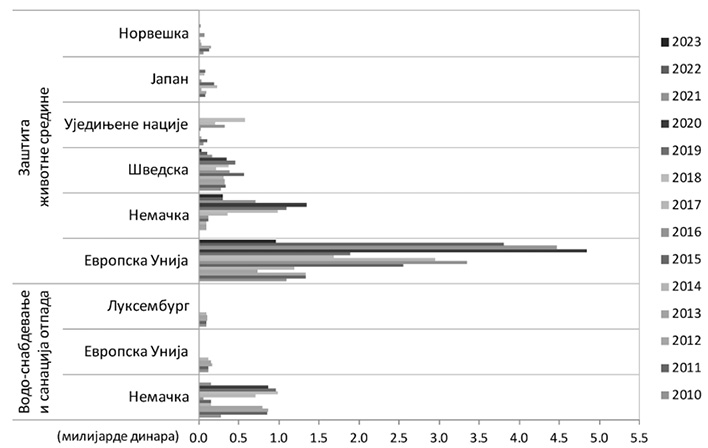 Заштита
животне средине
Норвешка
Јапан
Уједињене нације
Шведска
Немачка
Европска Унија
Водо-снабдевање
и санација отпада
Луксембург
Европска Унија
Немачка
(милијарде динара)
0.0 0.5 1.0 1.5 2.0 2.5 3.0 3.5 4.0 4.5 5.0 5.5
2023
2022
2021
2020
2019
2018
2017
2016
2015
2014
2013
2012
2011
2010